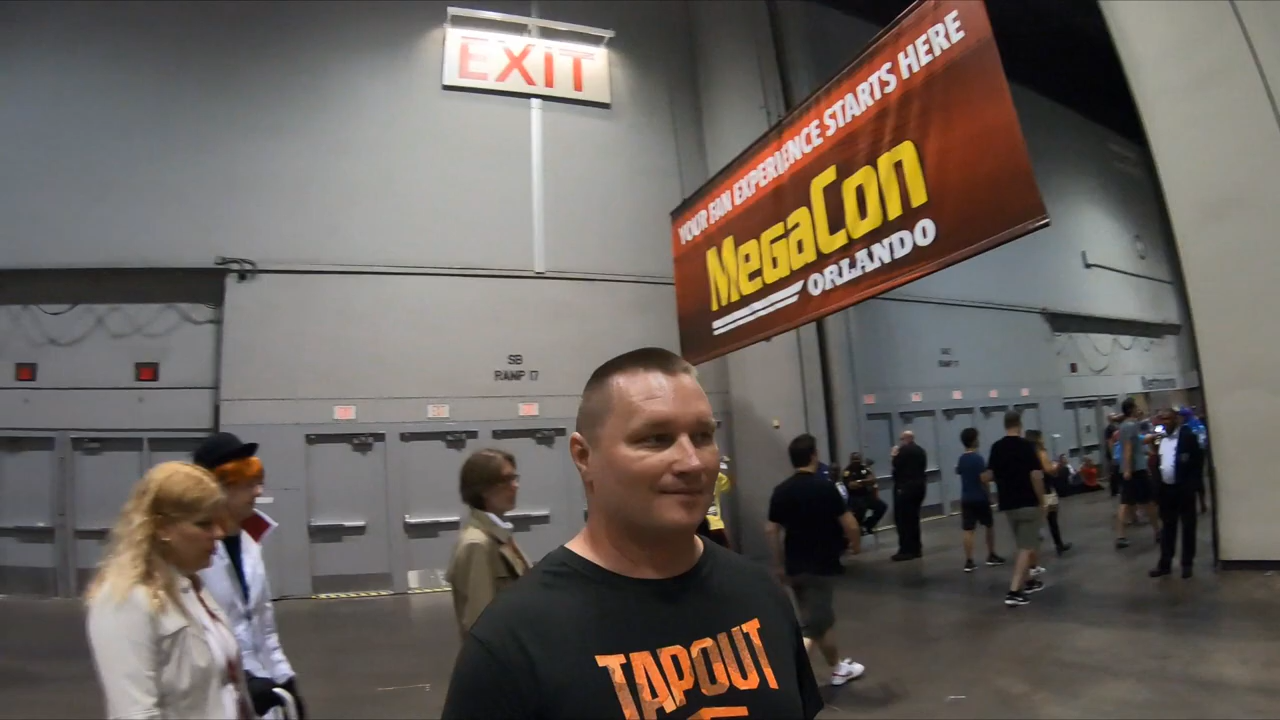 EXIT
YOUR FAN EXPERIENCE STARTS HERE
MEGACON
ORLANDO
SB
RAMP 17
TAPOUT